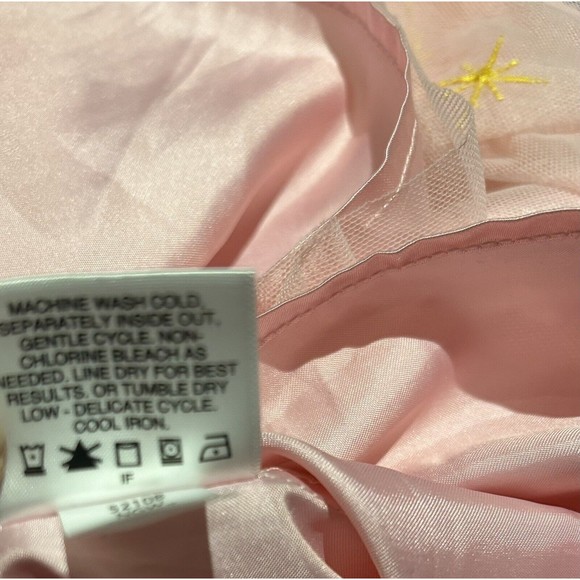 MACHINE WASH COLD,
SEPARATELY INSIDE OUT.
GENTLE CYCLE. NON-
CHLORINE BLEACH AS
NEEDED. LINE DRY FOR BEST
RESULTS. OR TUMBLE DRY
LOW - DELICATE CYCLE.
COOL IRON.
IF